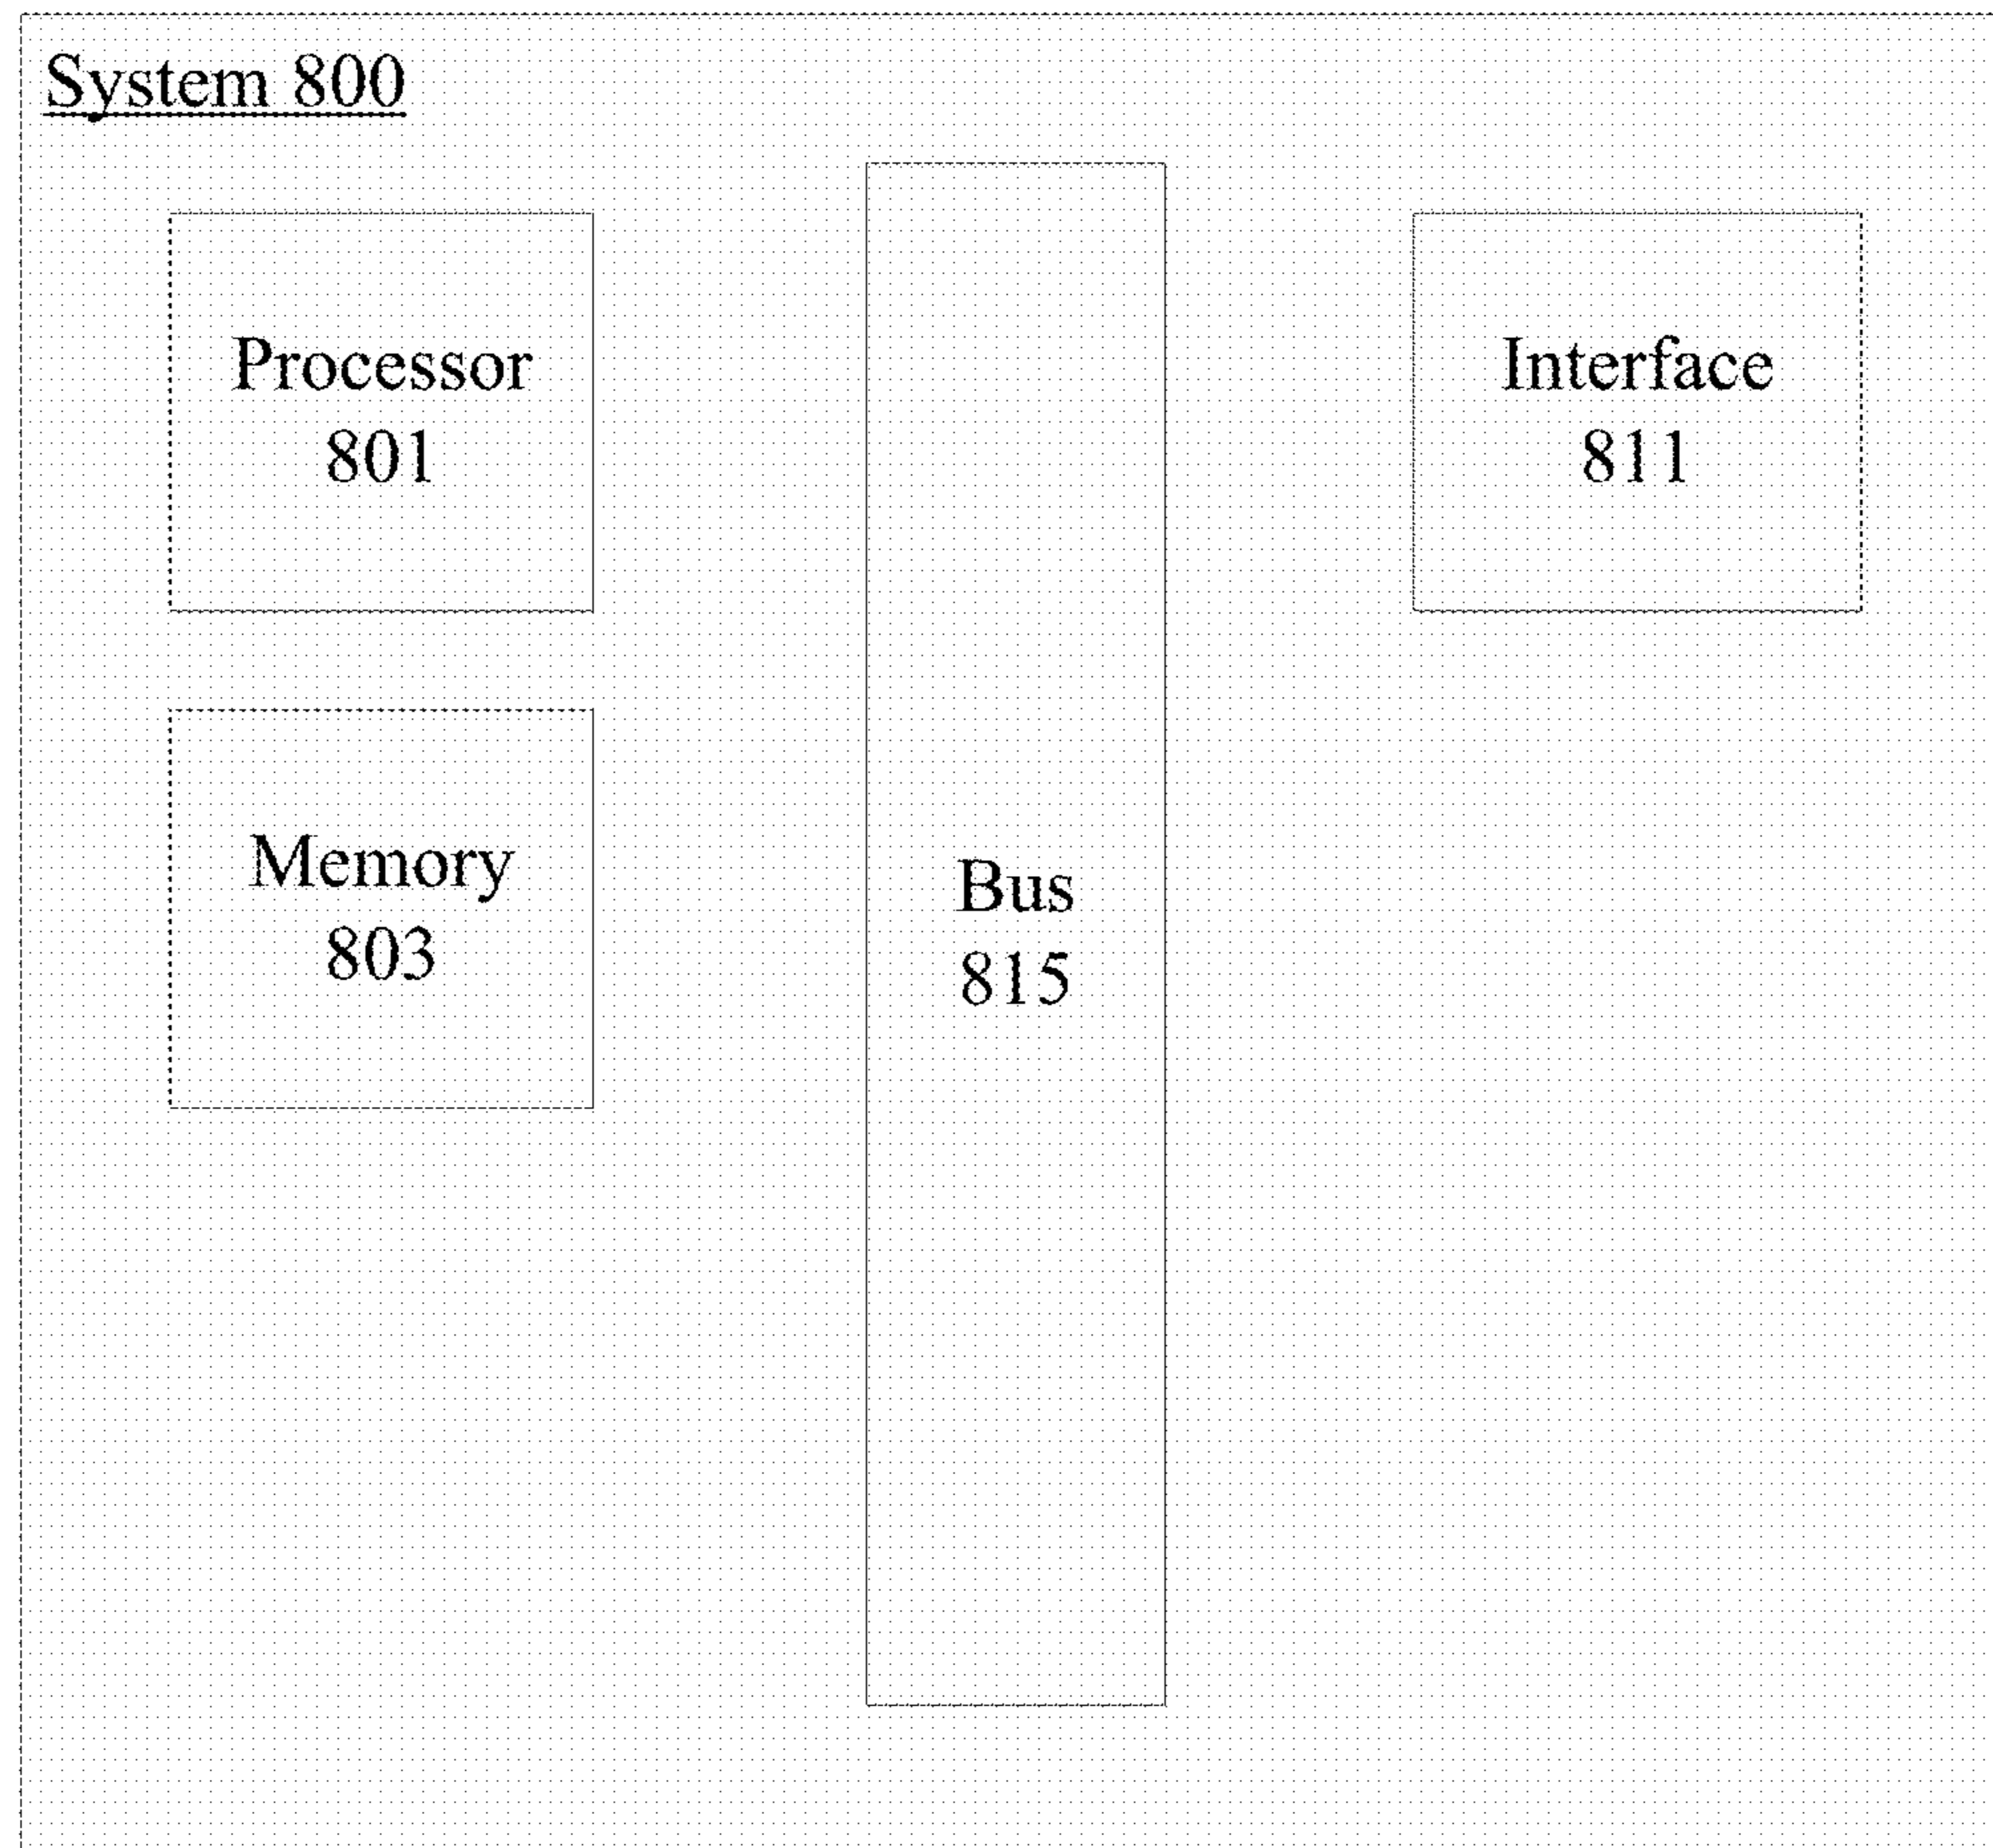 System 800
Processor
801
Interface
811
Memory
803
Bus
815